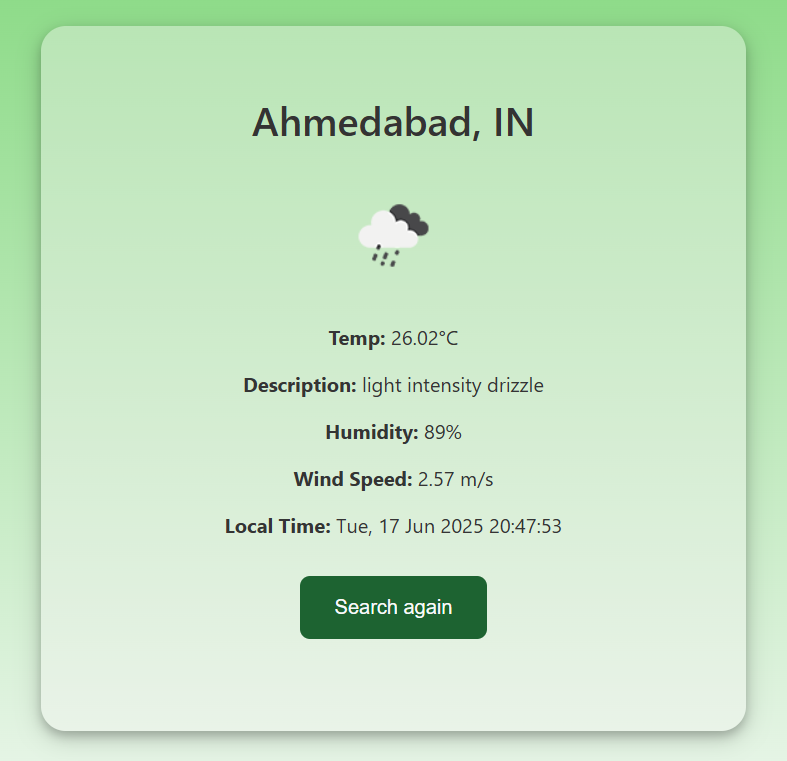 Ahmedabad, IN
Temp: 26.02°C
Description: light intensity drizzle
Humidity: 89%
Wind Speed: 2.57 m/s
Local Time: Tue, 17 Jun 2025 20:47:53
Search again